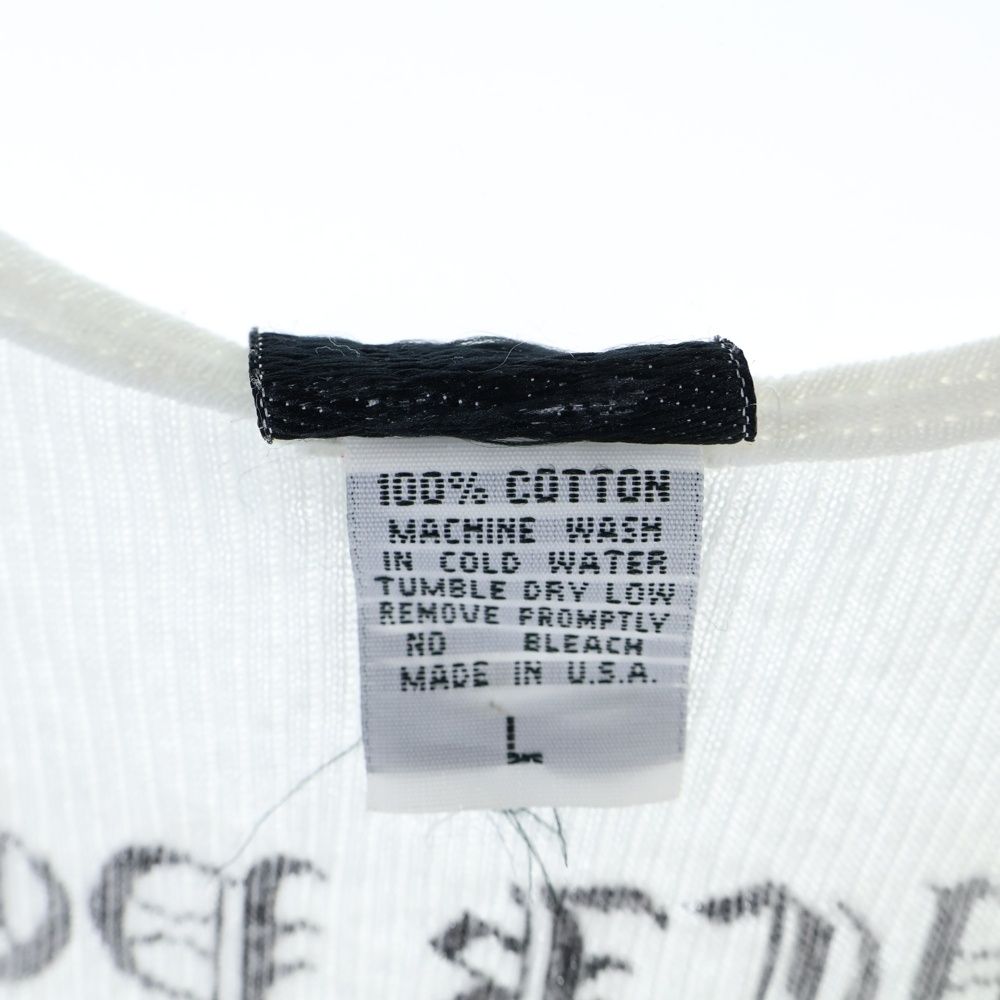 100% COTTON
MACHINE WASH
IN COLD WATER
TUMBLE DRY LOW
REMOVE PROMPTLY
NO BLEACH
MADE IN U.S.A.
L